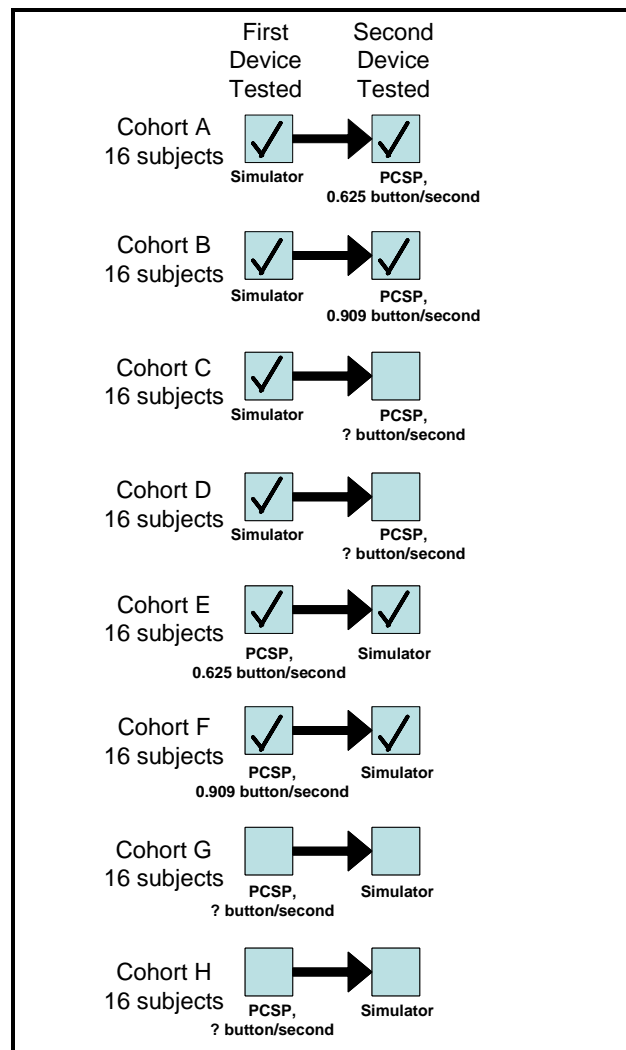 First Second
Device Device
Tested Tested
Cohort A
16 subjects
Simulator PCSP,
0.625 button/second
Cohort B
16 subjects
Simulator PCSP,
0.909 button/second
Cohort C
16 subjects
Simulator PCSP,
? button/second
Cohort D
16 subjects
Simulator PCSP,
? button/second
Cohort E
16 subjects
PCSP, Simulator
0.625 button/second
Cohort F
16 subjects
PCSP, Simulator
0.909 button/second
Cohort G
16 subjects
PCSP, Simulator
? button/second
Cohort H
16 subjects
PCSP, Simulator
? button/second